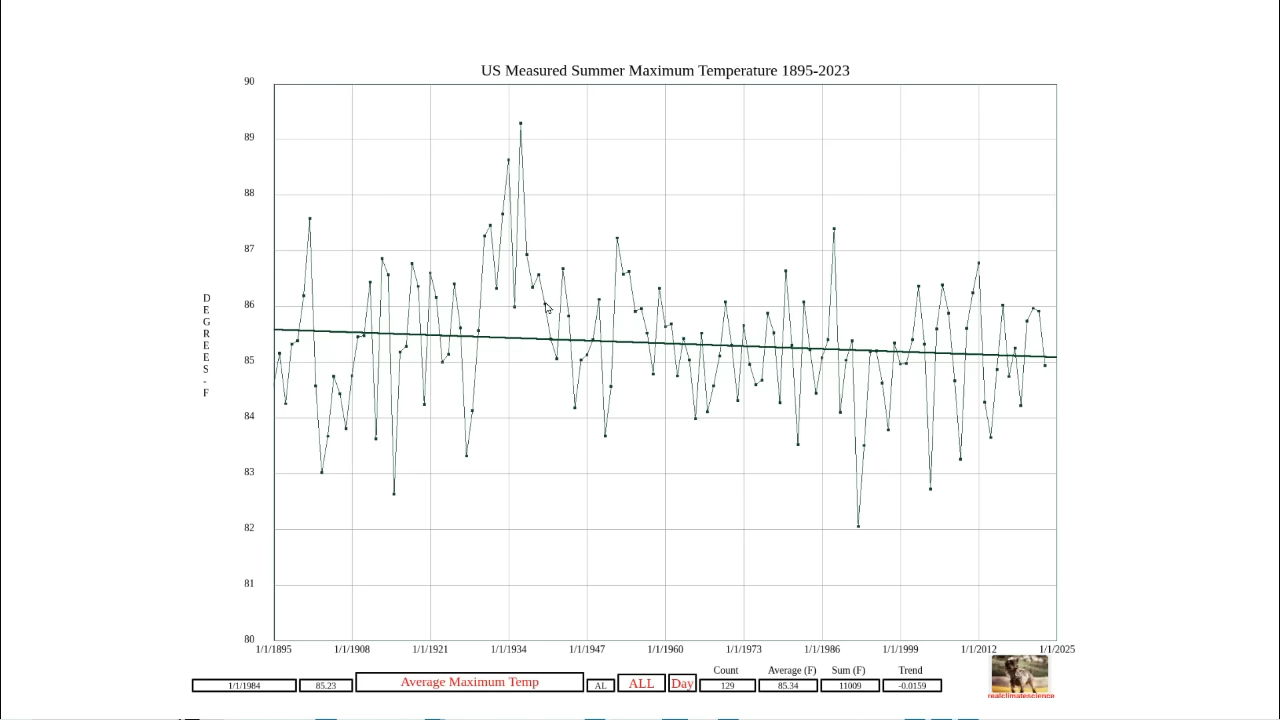 US Measured Summer Maximum Temperature 1895-2023
90
89
88
87
86
85
84
83
82
81
80
DEGREES-F
1/1/1895 1/1/1908 1/1/1921 1/1/1934 1/1/1947 1/1/1960 1/1/1973 1/1/1986 1/1/1999 1/1/2012 1/1/2025
Count Average (F) Sum (F) Trend
1/1/1984 85.23 Average Maximum Temp AL ALL Day 129 85.34 11009 -0.0159
realclimatescience